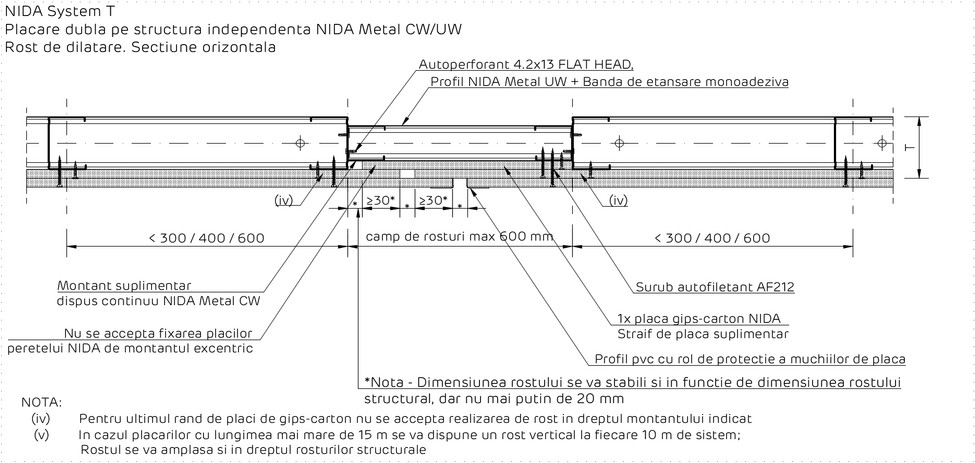 NIDA System T
Placare dubla pe structura independenta NIDA Metal CW/UW
Rost de dilatare. Sectiune orizontala
Autoperforant 4.2x13 FLAT HEAD,
Profil NIDA Metal UW + Banda de etansare monoadeziva
T
(iv)
* ≥30* * ≥30* *
(iv)
< 300 / 400 / 600
camp de rosturi max 600 mm
< 300 / 400 / 600
Montant suplimentar
dispus continuu NIDA Metal CW
Surub autofiletant AF212
Nu se accepta fixarea placilor
peretelui NIDA de montantul excentric
1x placa gips-carton NIDA
Straif de placa suplimentar
Profil pvc cu rol de protectie a muchiilor de placa
*Nota - Dimensiunea rostului se va stabili si in functie de dimensiunea rostului
structural, dar nu mai putin de 20 mm
NOTA:
(iv) Pentru ultimul rand de placi de gips-carton nu se accepta realizarea de rost in dreptul montantului indicat
(v) In cazul placarilor cu lungimea mai mare de 15 m se va dispune un rost vertical la fiecare 10 m de sistem;
Rostul se va amplasa si in dreptul rosturilor structurale